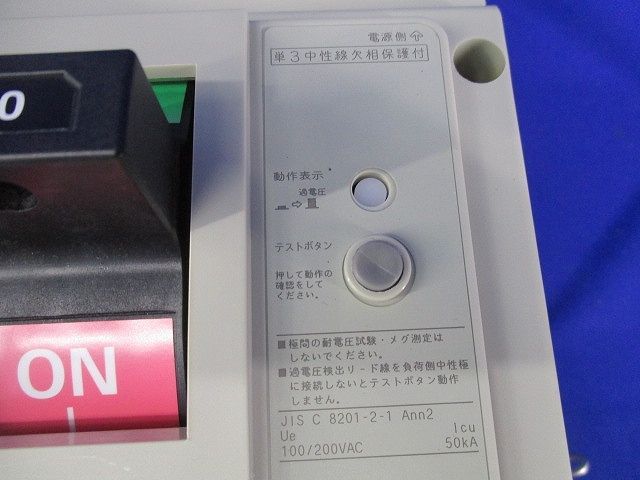 電源側
単3中性線欠相保護付
0
動作表示
過電圧
⇨
テストボタン
押して動作の
確認をして
ください。
ON
■極間の耐電圧試験・メグ測定は
しないでください。
■過電圧検出リード線を負荷側中性極
に接続しないとテストボタン動作
しません。
JIS C 8201-2-1 Ann2
Ue Icu
100/200VAC 50kA